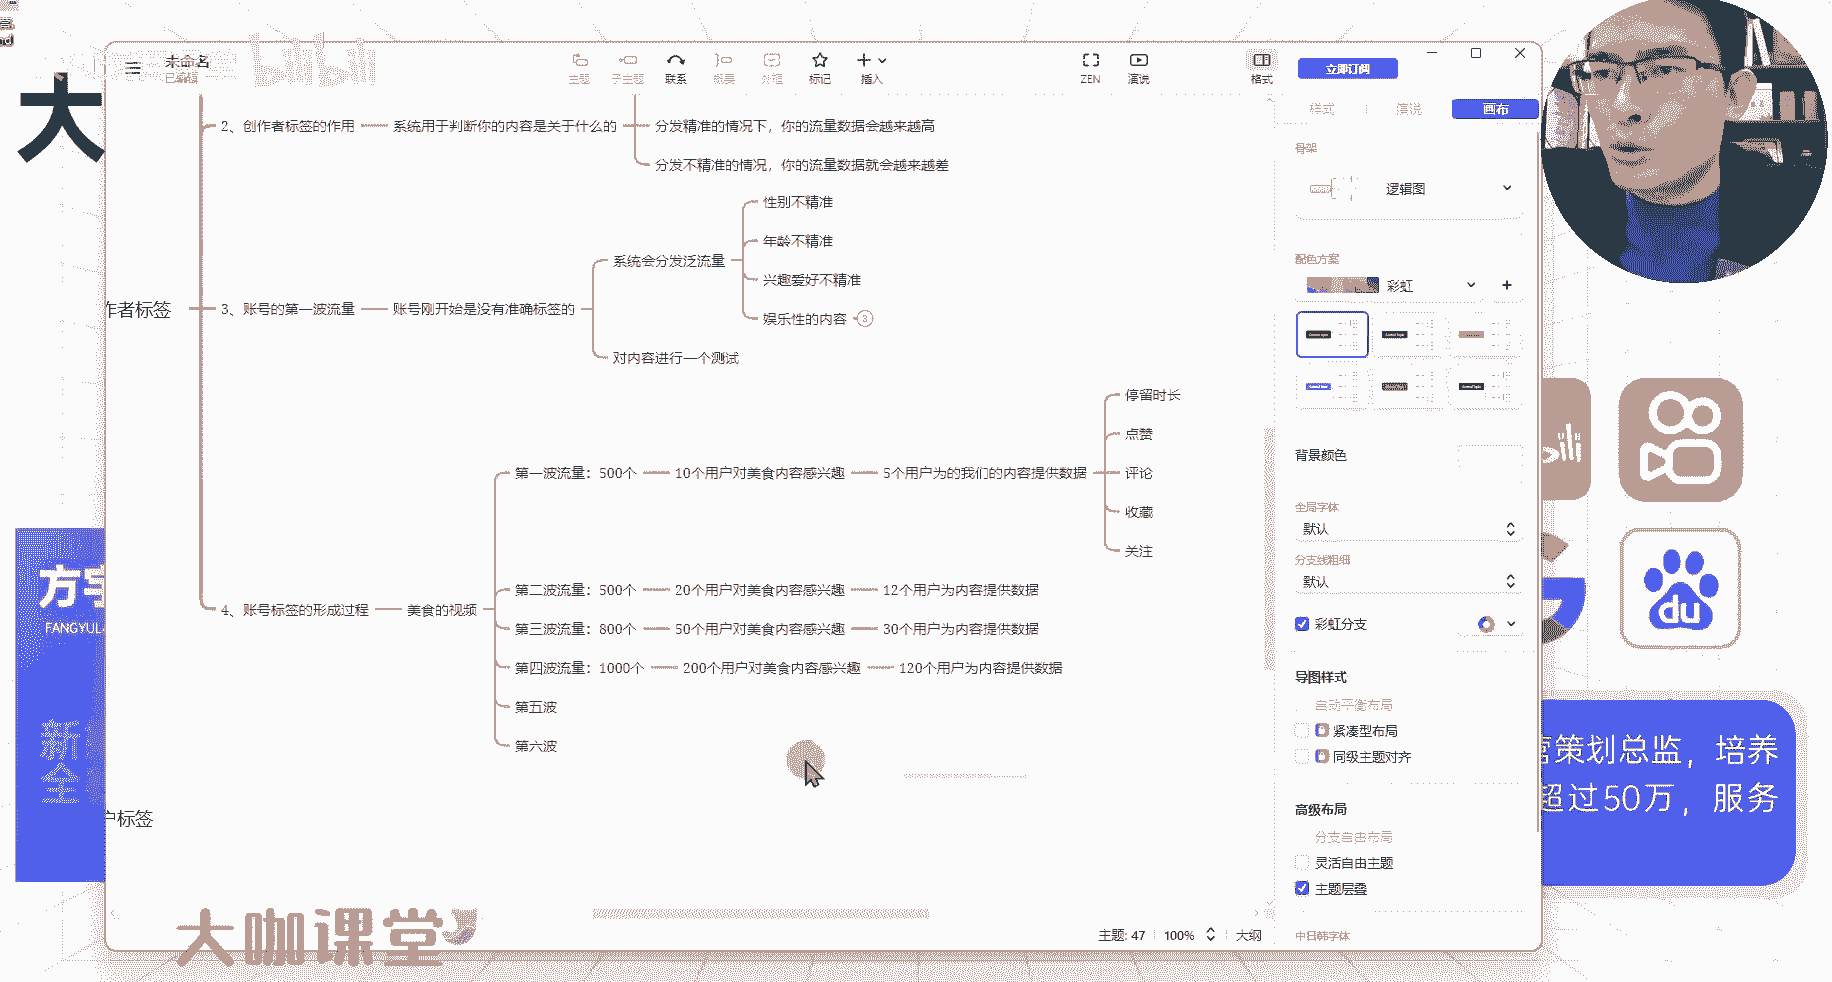 大
bilibili
未命名
已编辑
主题
子主题
联系
概要
外框
标记
插入
ZEN
演说
格式
立即订阅
样式
演说
画布
2、创作者标签的作用
系统用于判断你的内容是关于什么的
分发精准的情况下，你的流量数据会越来越高
分发不精准的情况，你的流量数据就会越来越差
作者标签
3、账号的第一波流量
账号刚开始是没有准确标签的
系统会分发泛流量
性别不精准
年龄不精准
兴趣爱好不精准
娱乐性的内容
3
对内容进行一个测试
4、账号标签的形成过程
美食的视频
第一波流量：500个
10个用户对美食内容感兴趣
5个用户为的我们的内容提供数据
停留时长
点赞
评论
收藏
关注
第二波流量：500个
20个用户对美食内容感兴趣
12个用户为内容提供数据
第三波流量：800个
50个用户对美食内容感兴趣
30个用户为内容提供数据
第四波流量：1000个
200个用户对美食内容感兴趣
120个用户为内容提供数据
第五波
第六波
户标签
骨架
逻辑图
配色方案
彩虹
背景颜色
全局字体
默认
分支线粗细
默认
彩虹分支
导图样式
自动平衡布局
紧凑型布局
同级主题对齐
高级布局
分支自由布局
灵活自由主题
主题层叠
中日韩字体
主题: 47
100%
大纲
FANGYU
新
全
du
营策划总监，培养
超过50万，服务
大咖课堂